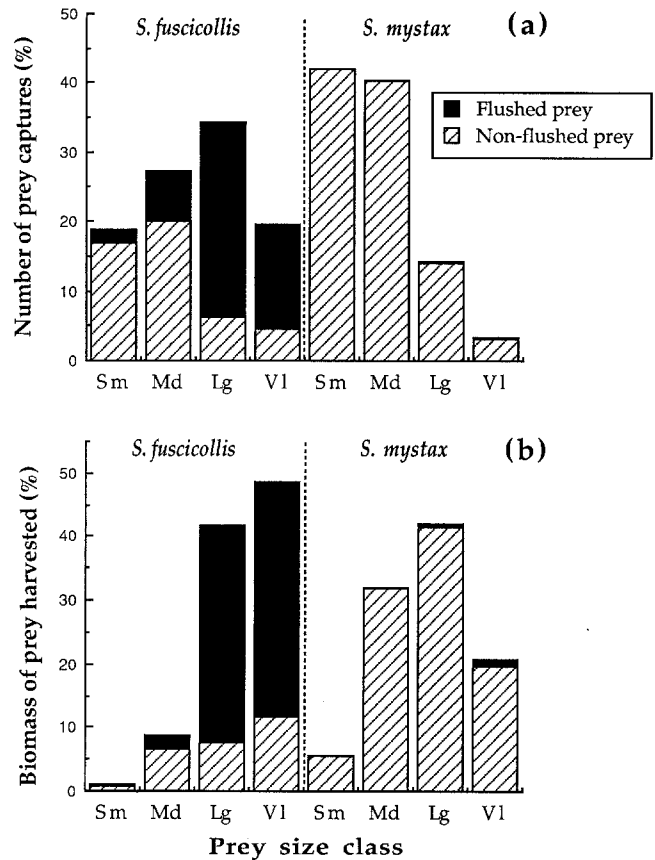 S. fuscicollis
S. mystax
(a)
Number of prey captures (%)
50
40
30
20
10
0
Flushed prey
Non-flushed prey
Sm Md Lg Vl Sm Md Lg Vl
S. fuscicollis
S. mystax
(b)
Biomass of prey harvested (%)
50
40
30
20
10
0
Sm Md Lg Vl Sm Md Lg Vl
Prey size class